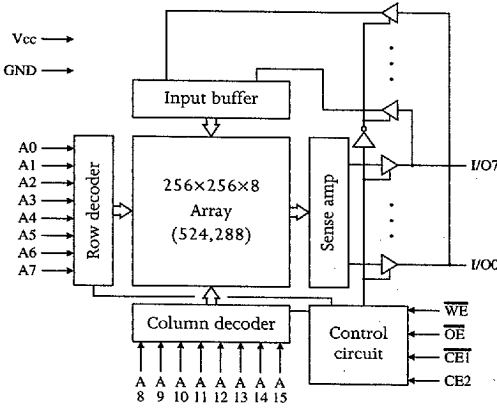 Vcc
GND
Input buffer
A0
A1
A2
A3
A4
A5
A6
A7
Row decoder
256×256×8
Array
(524,288)
Sense amp
I/O7
I/O0
Column decoder
Control
circuit
WE
OE
CE1
CE2
A A A A A A A A
8 9 10 11 12 13 14 15